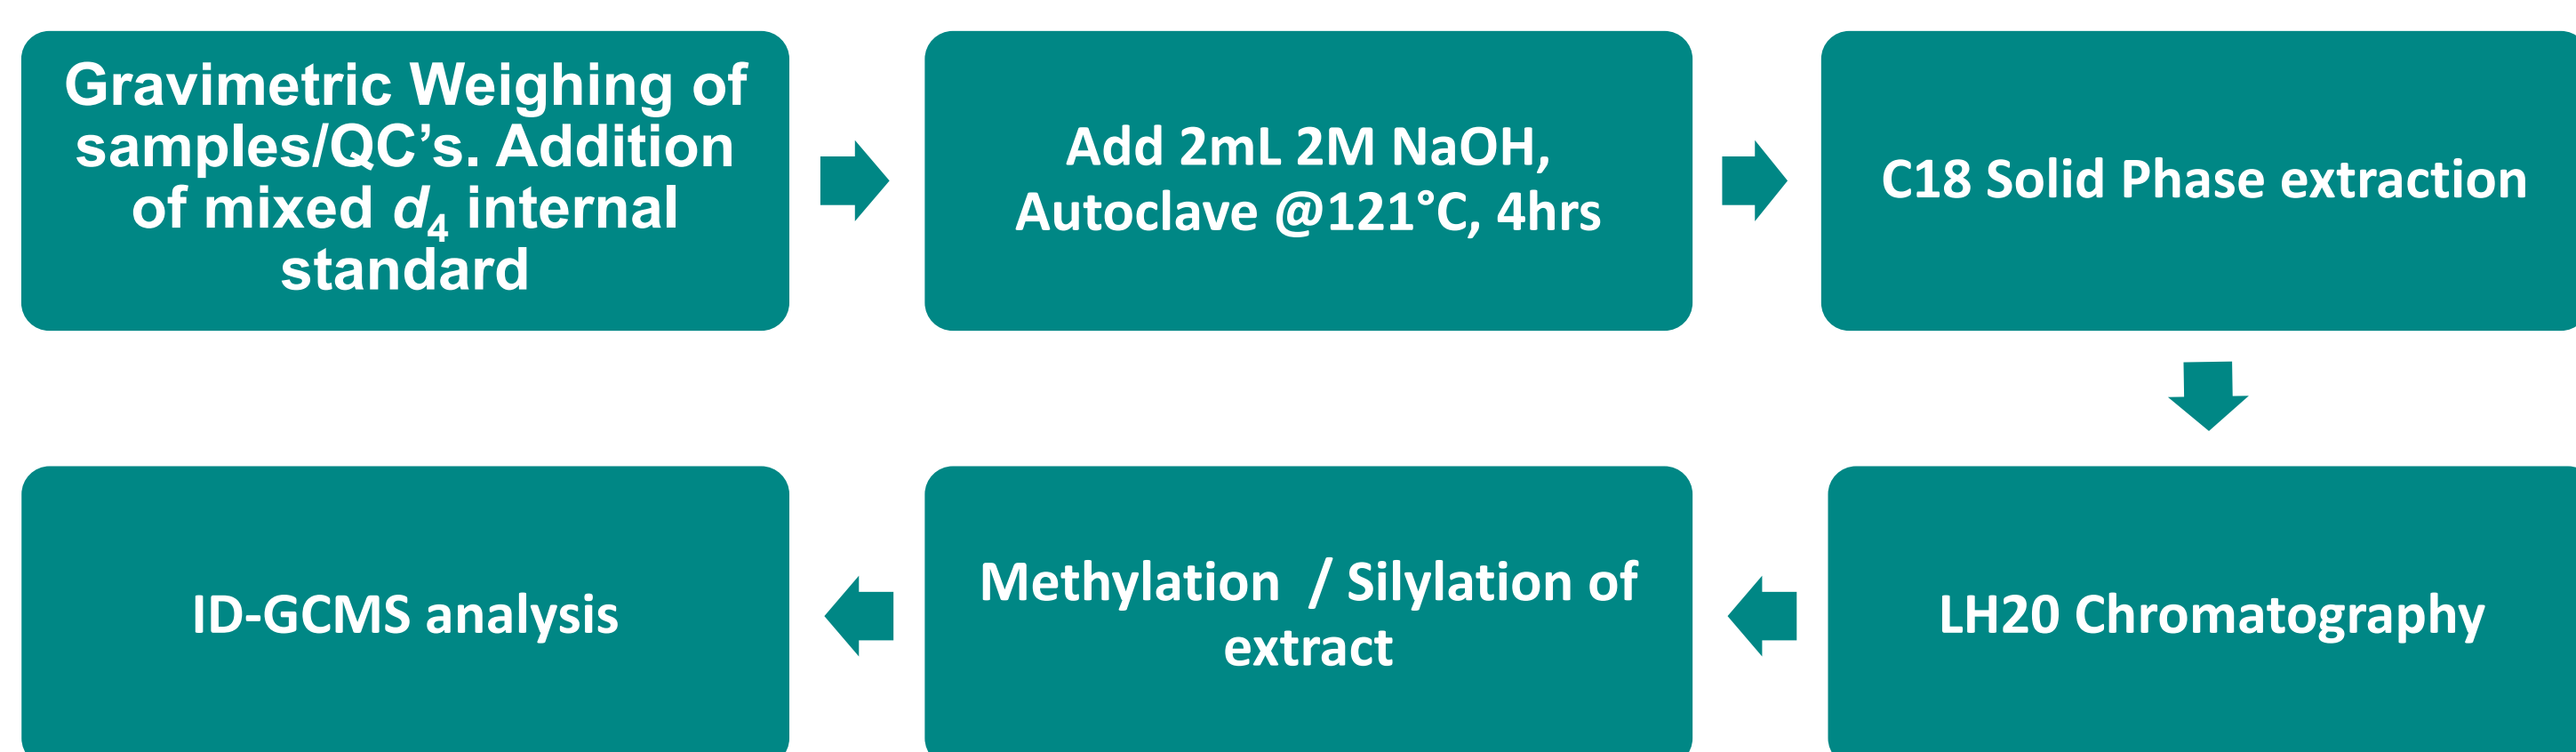 Gravimetric Weighing of
samples/QC’s. Addition
of mixed d4 internal
standard
Add 2mL 2M NaOH,
Autoclave @121°C, 4hrs
C18 Solid Phase extraction
LH20 Chromatography
Methylation / Silylation of
extract
ID-GCMS analysis